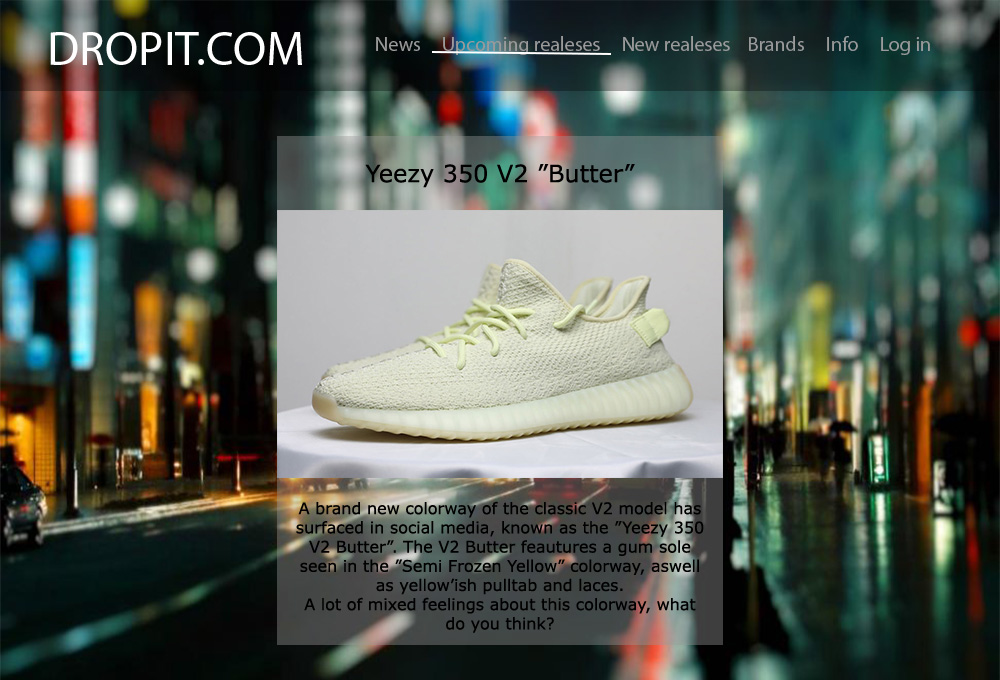 DROPIT.COM
News Upcoming realeses New realeses Brands Info Log in
Yeezy 350 V2 ”Butter”
A brand new colorway of the classic V2 model has
surfaced in social media, known as the ”Yeezy 350
V2 Butter”. The V2 Butter feautures a gum sole
seen in the ”Semi Frozen Yellow” colorway, aswell
as yellow’ish pulltab and laces.
A lot of mixed feelings about this colorway, what
do you think?